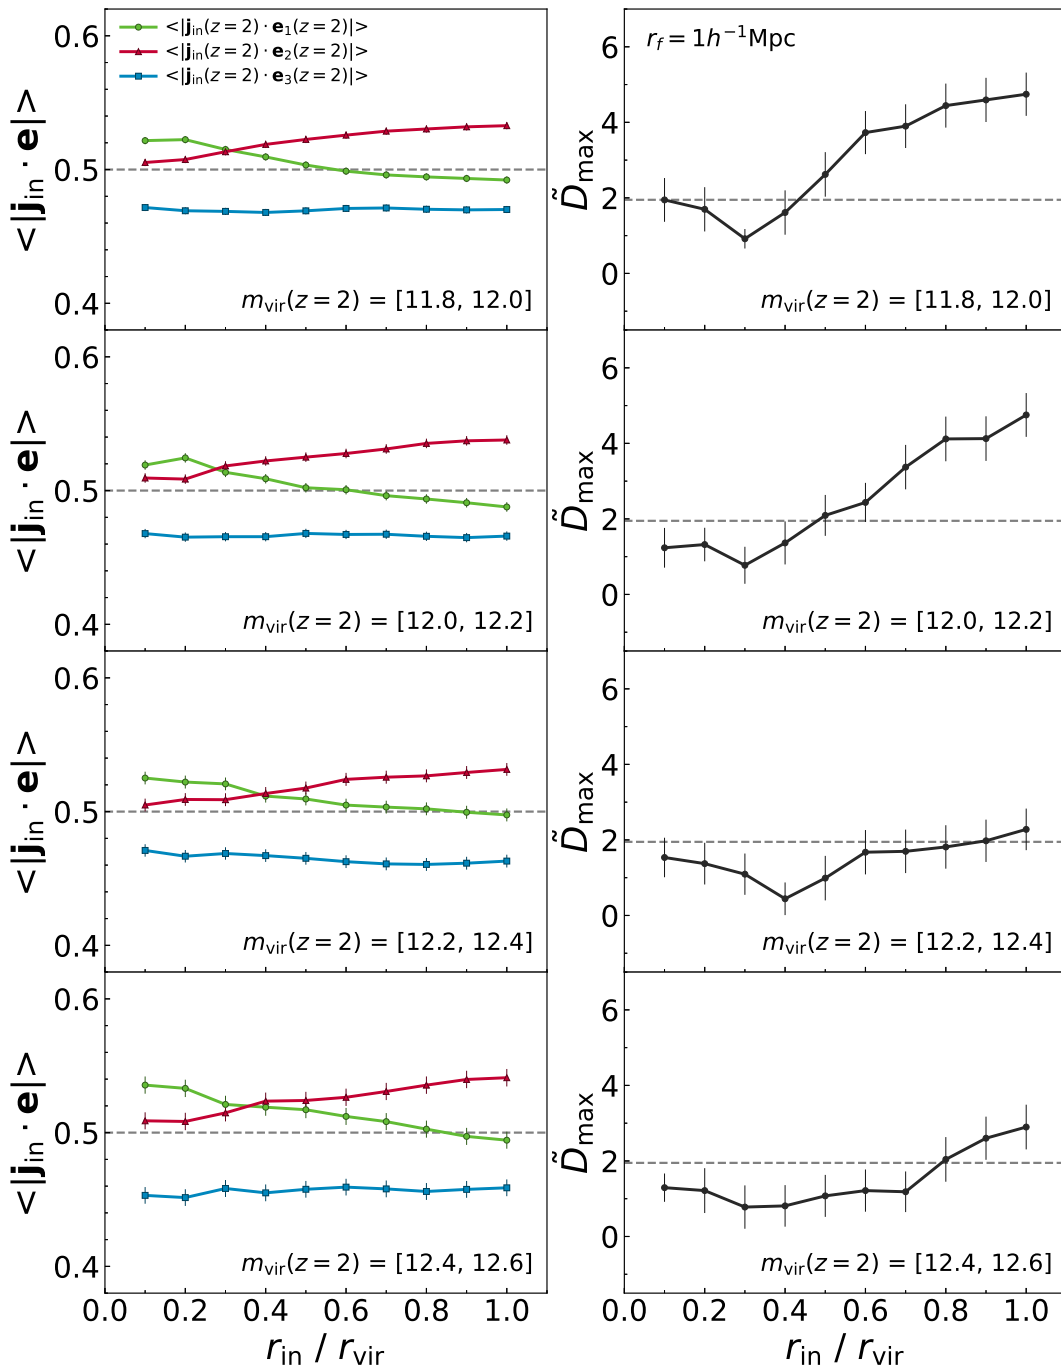 <|j_in(z=2)·e_1(z=2)|>
<|j_in(z=2)·e_2(z=2)|>
<|j_in(z=2)·e_3(z=2)|>
0.6
0.5
0.4
<|j_in · e|>
m_vir(z=2) = [11.8, 12.0]
r_f = 1h^{-1}Mpc
6
4
2
0
D̃_max
m_vir(z=2) = [11.8, 12.0]
0.6
0.5
0.4
<|j_in · e|>
m_vir(z=2) = [12.0, 12.2]
6
4
2
0
D̃_max
m_vir(z=2) = [12.0, 12.2]
0.6
0.5
0.4
<|j_in · e|>
m_vir(z=2) = [12.2, 12.4]
6
4
2
0
D̃_max
m_vir(z=2) = [12.2, 12.4]
0.6
0.5
0.4
<|j_in · e|>
m_vir(z=2) = [12.4, 12.6]
6
4
2
0
D̃_max
m_vir(z=2) = [12.4, 12.6]
0.0 0.2 0.4 0.6 0.8 1.0
r_in / r_vir
0.0 0.2 0.4 0.6 0.8 1.0
r_in / r_vir